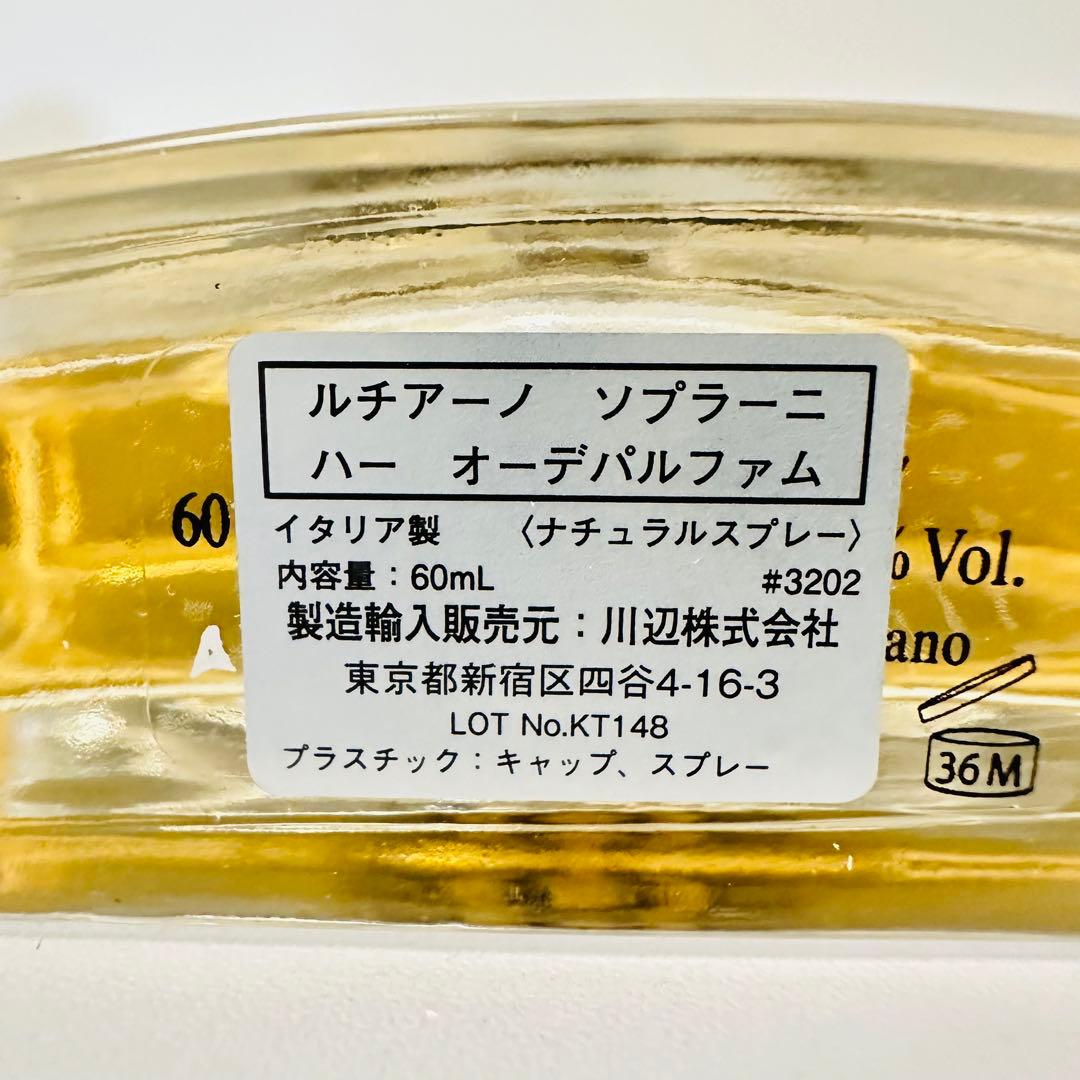 ルチアーノ　ソプラーニ
ハー　オーデパルファム
イタリア製　〈ナチュラルスプレー〉
内容量：60mL　#3202
製造輸入販売元：川辺株式会社
東京都新宿区四谷4-16-3
LOT No.KT148
プラスチック：キャップ、スプレー
60
% Vol.
A
ano
36M